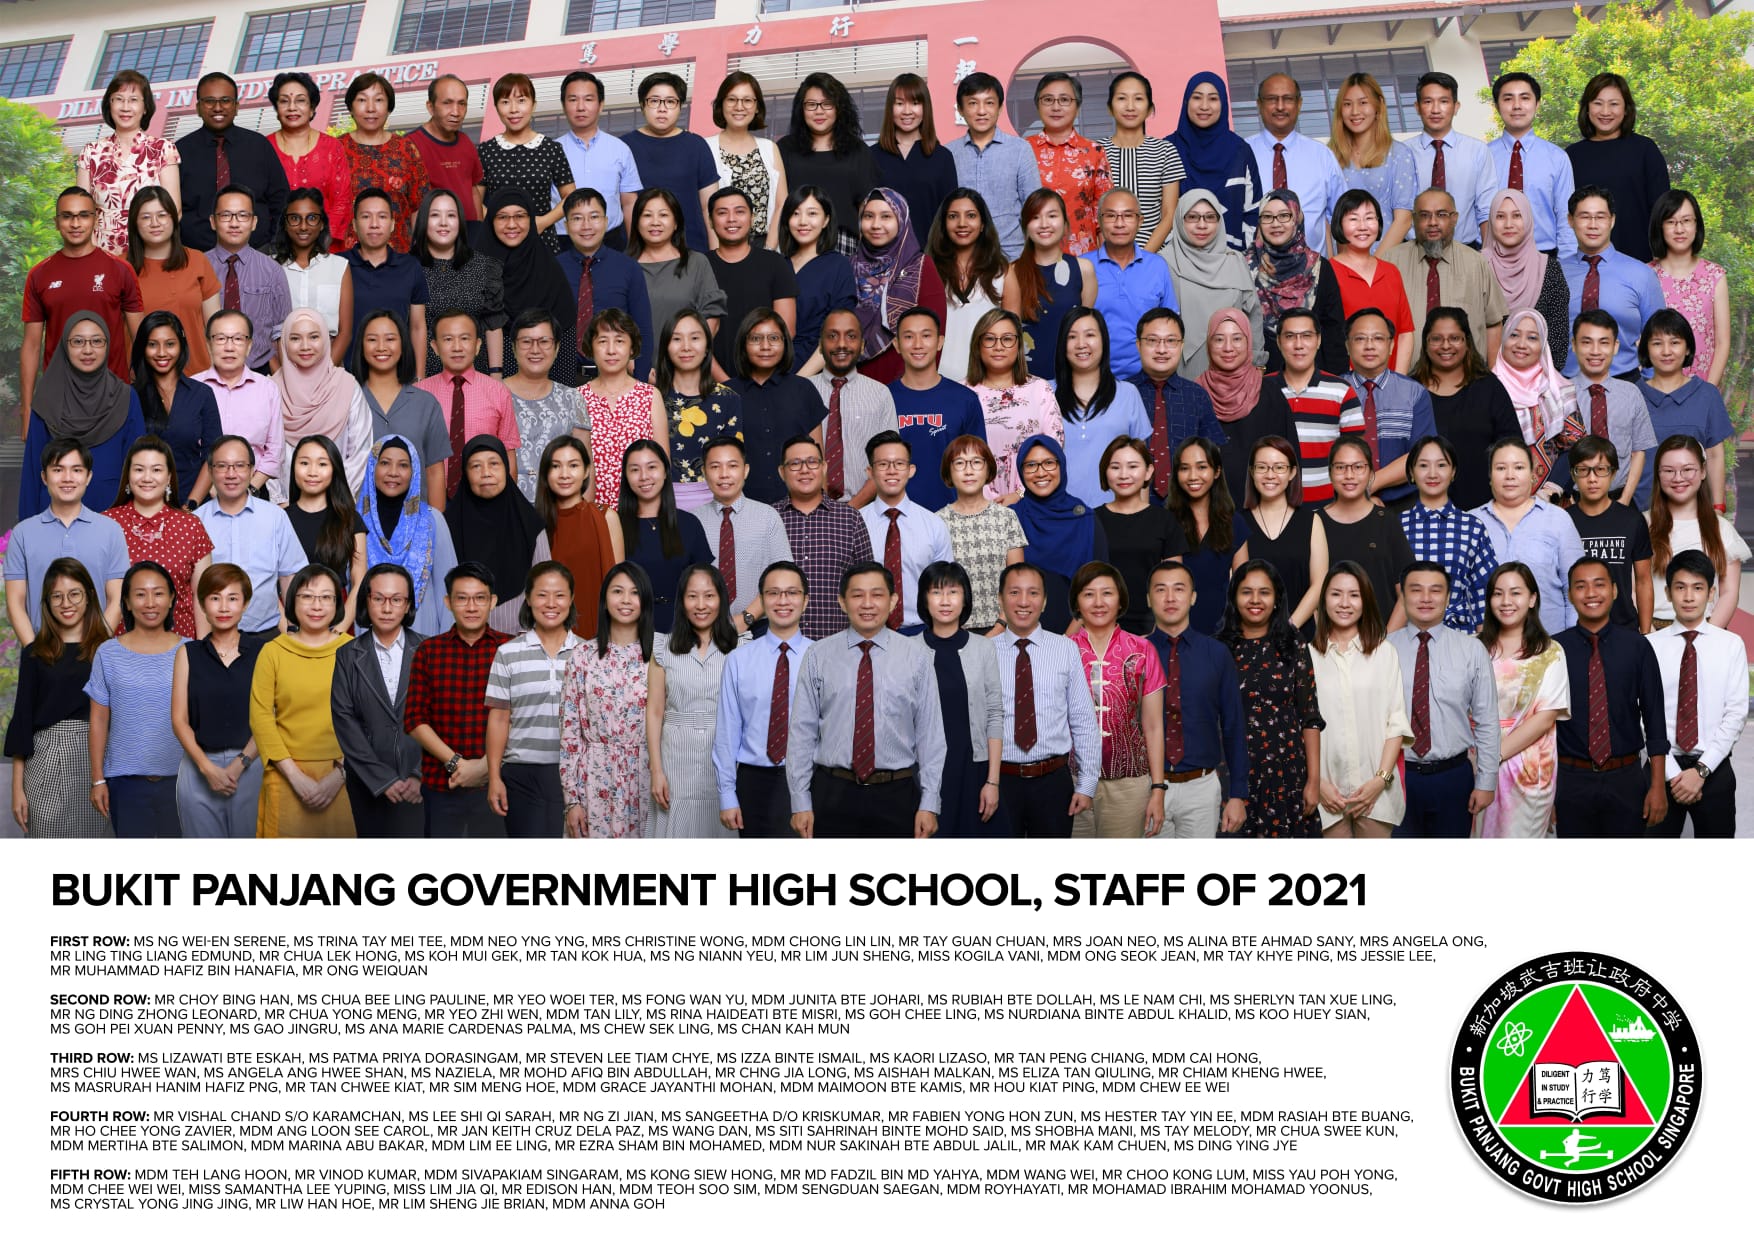 篤 學 力 行
一起
DILIGENT IN STUDY & PRACTICE
NTU
Sports
PANJANG
BALL
BUKIT PANJANG GOVERNMENT HIGH SCHOOL, STAFF OF 2021
FIRST ROW: MS NG WEI-EN SERENE, MS TRINA TAY MEI TEE, MDM NEO YNG YNG, MRS CHRISTINE WONG, MDM CHONG LIN LIN, MR TAY GUAN CHUAN, MRS JOAN NEO, MS ALINA BTE AHMAD SANY, MRS ANGELA ONG,
MR LING TING LIANG EDMUND, MR CHUA LEK HONG, MS KOH MUI GEK, MR TAN KOK HUA, MS NG NIANN YEU, MR LIM JUN SHENG, MISS KOGILA VANI, MDM ONG SEOK JEAN, MR TAY KHYE PING, MS JESSIE LEE,
MR MUHAMMAD HAFIZ BIN HANAFIA, MR ONG WEIQUAN
SECOND ROW: MR CHOY BING HAN, MS CHUA BEE LING PAULINE, MR YEO WOEI TER, MS FONG WAN YU, MDM JUNITA BTE JOHARI, MS RUBIAH BTE DOLLAH, MS LE NAM CHI, MS SHERLYN TAN XUE LING,
MR NG DING ZHONG LEONARD, MR CHUA YONG MENG, MR YEO ZHI WEN, MDM TAN LILY, MS RINA HAIDEATI BTE MISRI, MS GOH CHEE LING, MS NURDIANA BINTE ABDUL KHALID, MS KOO HUEY SIAN,
MS GOH PEI XUAN PENNY, MS GAO JINGRU, MS ANA MARIE CARDENAS PALMA, MS CHEW SEK LING, MS CHAN KAH MUN
THIRD ROW: MS LIZAWATI BTE ESKAH, MS PATMA PRIYA DORASINGAM, MR STEVEN LEE TIAM CHYE, MS IZZA BINTE ISMAIL, MS KAORI LIZASO, MR TAN PENG CHIANG, MDM CAI HONG,
MRS CHIU HWEE WAN, MS ANGELA ANG HWEE SHAN, MS NAZIELA, MR MOHD AFIQ BIN ABDULLAH, MR CHNG JIA LONG, MS AISHAH MALKAN, MS ELIZA TAN QIULING, MR CHIAM KHENG HWEE,
MS MASRURAH HANIM HAFIZ PNG, MR TAN CHWEE KIAT, MR SIM MENG HOE, MDM GRACE JAYANTHI MOHAN, MDM MAIMOON BTE KAMIS, MR HOU KIAT PING, MDM CHEW EE WEI
FOURTH ROW: MR VISHAL CHAND S/O KARAMCHAN, MS LEE SHI QI SARAH, MR NG ZI JIAN, MS SANGEETHA D/O KRISKUMAR, MR FABIEN YONG HON ZUN, MS HESTER TAY YIN EE, MDM RASIAH BTE BUANG,
MR HO CHEE YONG ZAVIER, MDM ANG LOON SEE CAROL, MR JAN KEITH CRUZ DELA PAZ, MS WANG DAN, MS SITI SAHRINAH BINTE MOHD SAID, MS SHOBHA MANI, MS TAY MELODY, MR CHUA SWEE KUN,
MDM MERTIHA BTE SALIMON, MDM MARINA ABU BAKAR, MDM LIM EE LING, MR EZRA SHAM BIN MOHAMED, MDM NUR SAKINAH BTE ABDUL JALIL, MR MAK KAM CHUEN, MS DING YING JYE
FIFTH ROW: MDM TEH LANG HOON, MR VINOD KUMAR, MDM SIVAPAKIAM SINGARAM, MS KONG SIEW HONG, MR MD FADZIL BIN MD YAHYA, MDM WANG WEI, MR CHOO KONG LUM, MISS YAU POH YONG,
MDM CHEE WEI WEI, MISS SAMANTHA LEE YUPING, MISS LIM JIA QI, MR EDISON HAN, MDM TEOH SOO SIM, MDM SENGDUAN SAEGAN, MDM ROYHAYATI, MR MOHAMAD IBRAHIM MOHAMAD YOONUS,
MS CRYSTAL YONG JING JING, MR LIW HAN HOE, MR LIM SHENG JIE BRIAN, MDM ANNA GOH
新加坡武吉班让政府中学
DILIGENT
IN STUDY
& PRACTICE
力 篤
行 学
BUKIT PANJANG GOVT HIGH SCHOOL SINGAPORE